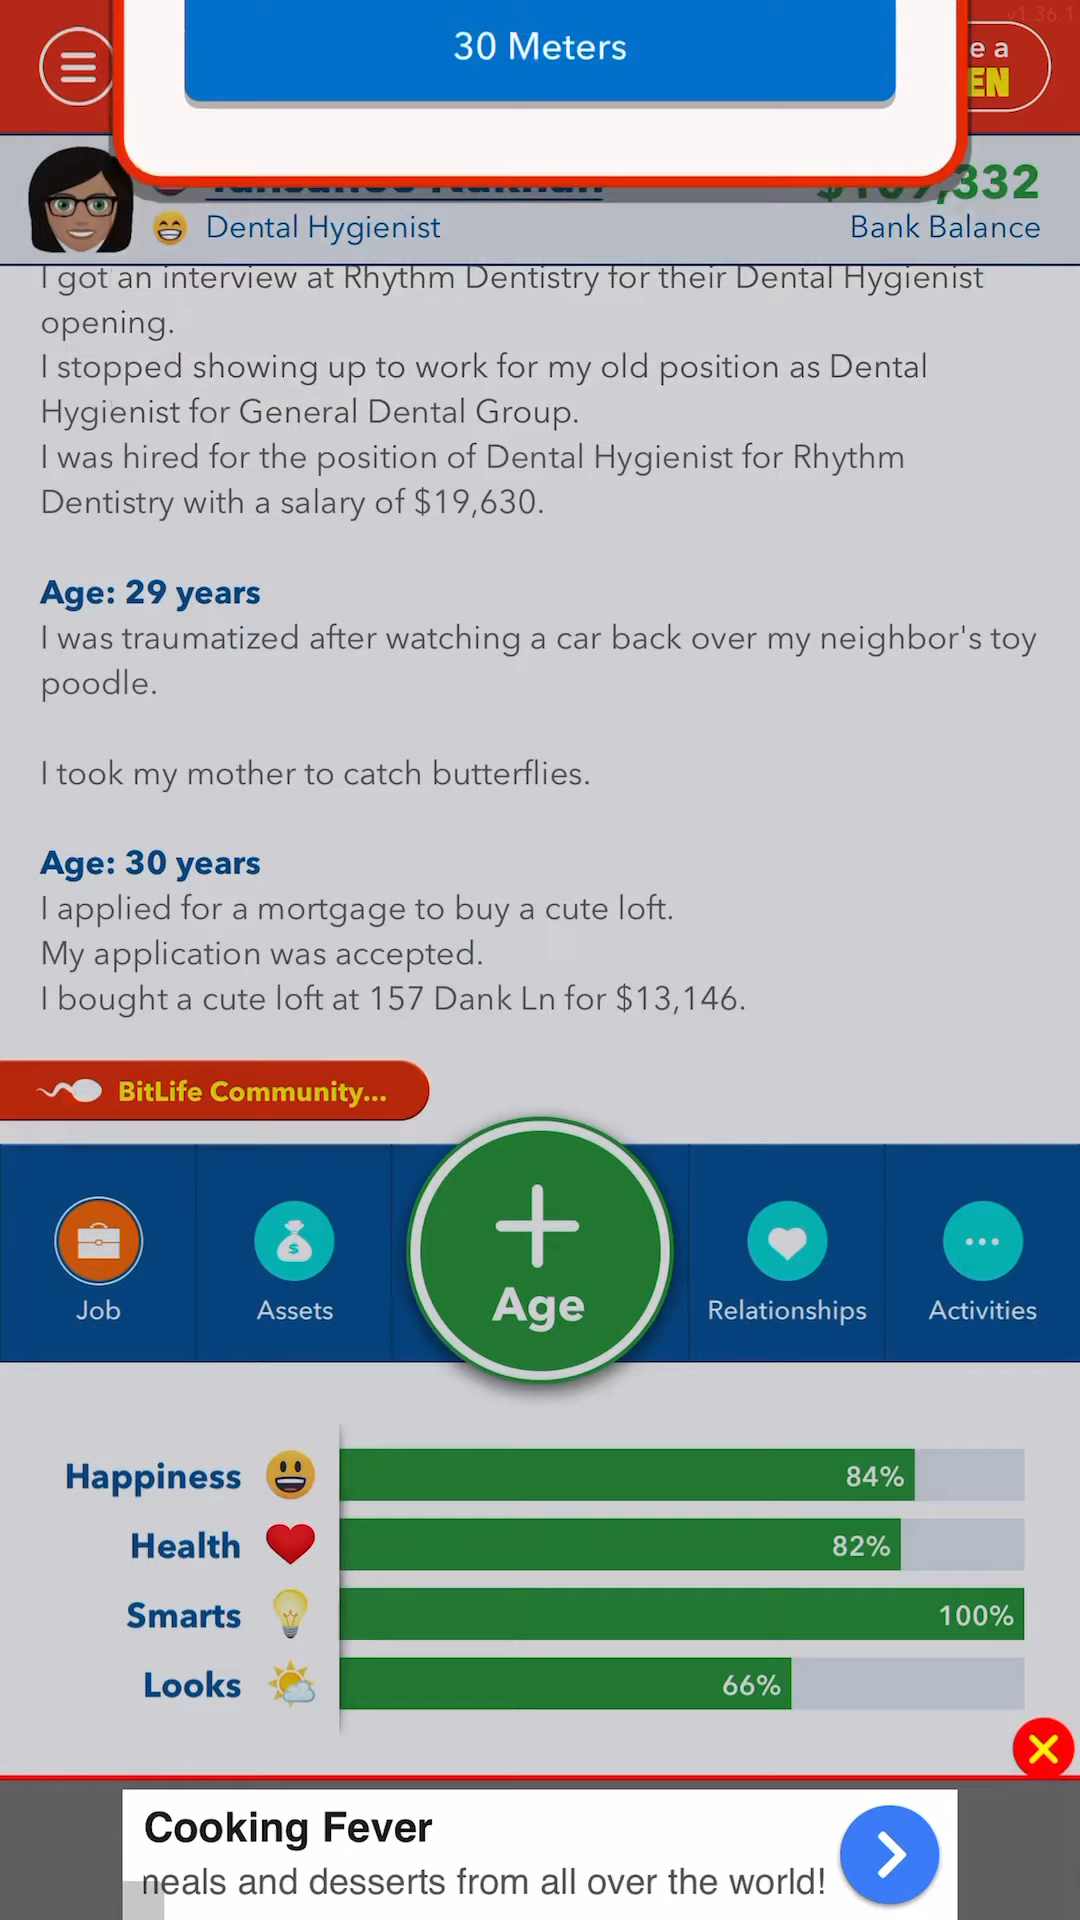 30 Meters
v1.36.1
e a
EN
332
Dental Hygienist
Bank Balance
I got an interview at Rhythm Dentistry for their Dental Hygienist
opening.
I stopped showing up to work for my old position as Dental
Hygienist for General Dental Group.
I was hired for the position of Dental Hygienist for Rhythm
Dentistry with a salary of $19,630.
Age: 29 years
I was traumatized after watching a car back over my neighbor's toy
poodle.
I took my mother to catch butterflies.
Age: 30 years
I applied for a mortgage to buy a cute loft.
My application was accepted.
I bought a cute loft at 157 Dank Ln for $13,146.
BitLife Community...
Job
Assets
Age
Relationships
Activities
Happiness
84%
Health
82%
Smarts
100%
Looks
66%
Cooking Fever
neals and desserts from all over the world!